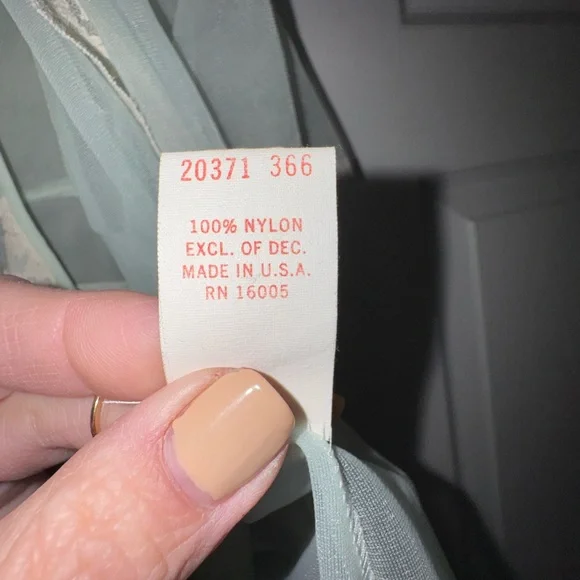 20371 366
100% NYLON
EXCL. OF DEC.
MADE IN U.S.A.
RN 16005